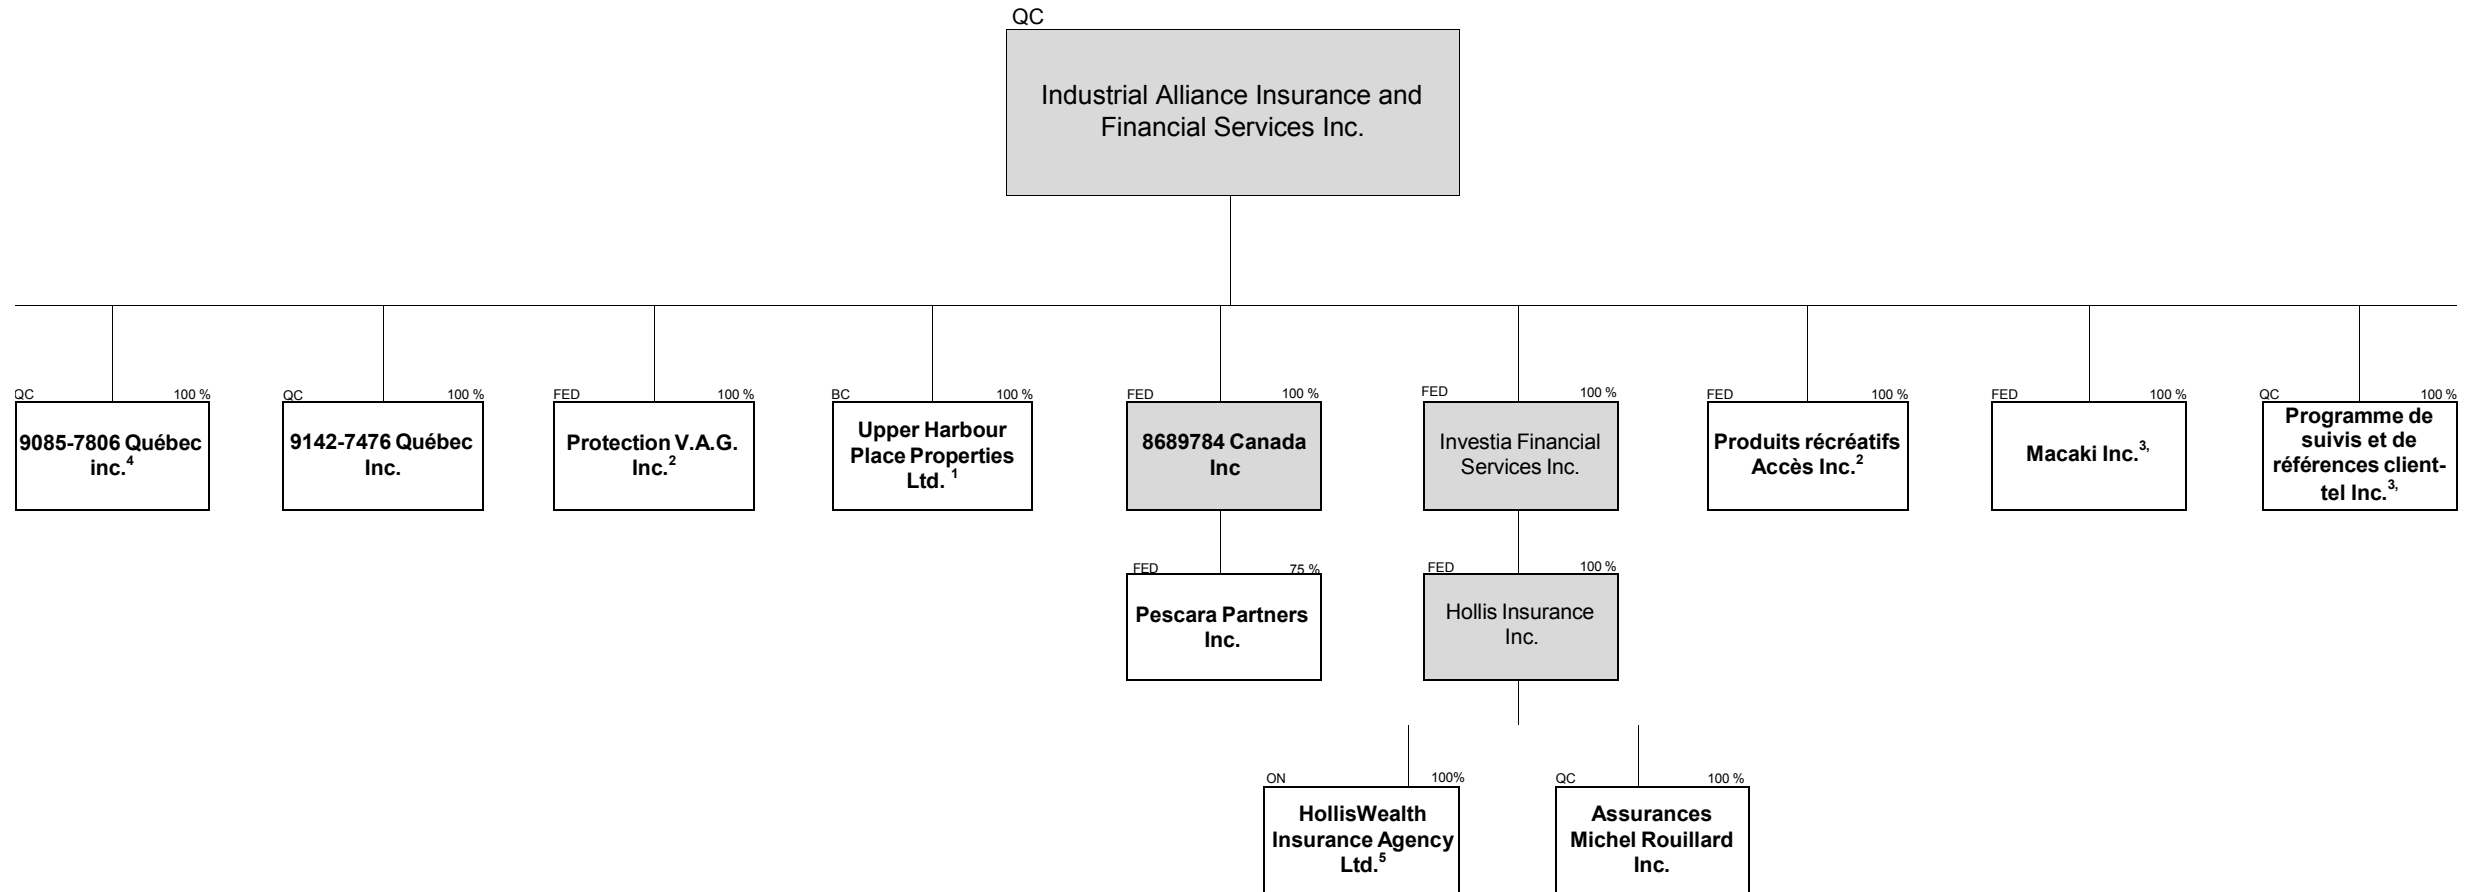 QC
Industrial Alliance Insurance and
Financial Services Inc.
QC 100 %
9085-7806 Québec
inc.4
QC 100 %
9142-7476 Québec
Inc.
FED 100 %
Protection V.A.G.
Inc.2
BC 100 %
Upper Harbour
Place Properties
Ltd. 1
FED 100 %
8689784 Canada
Inc
FED 100 %
Investia Financial
Services Inc.
FED 100 %
Produits récréatifs
Accès Inc.2
FED 100 %
Macaki Inc.3,
QC 100 %
Programme de
suivis et de
références client-
tel Inc.3,
FED 75 %
Pescara Partners
Inc.
FED 100 %
Hollis Insurance
Inc.
ON 100%
HollisWealth
Insurance Agency
Ltd.5
QC 100 %
Assurances
Michel Rouillard
Inc.